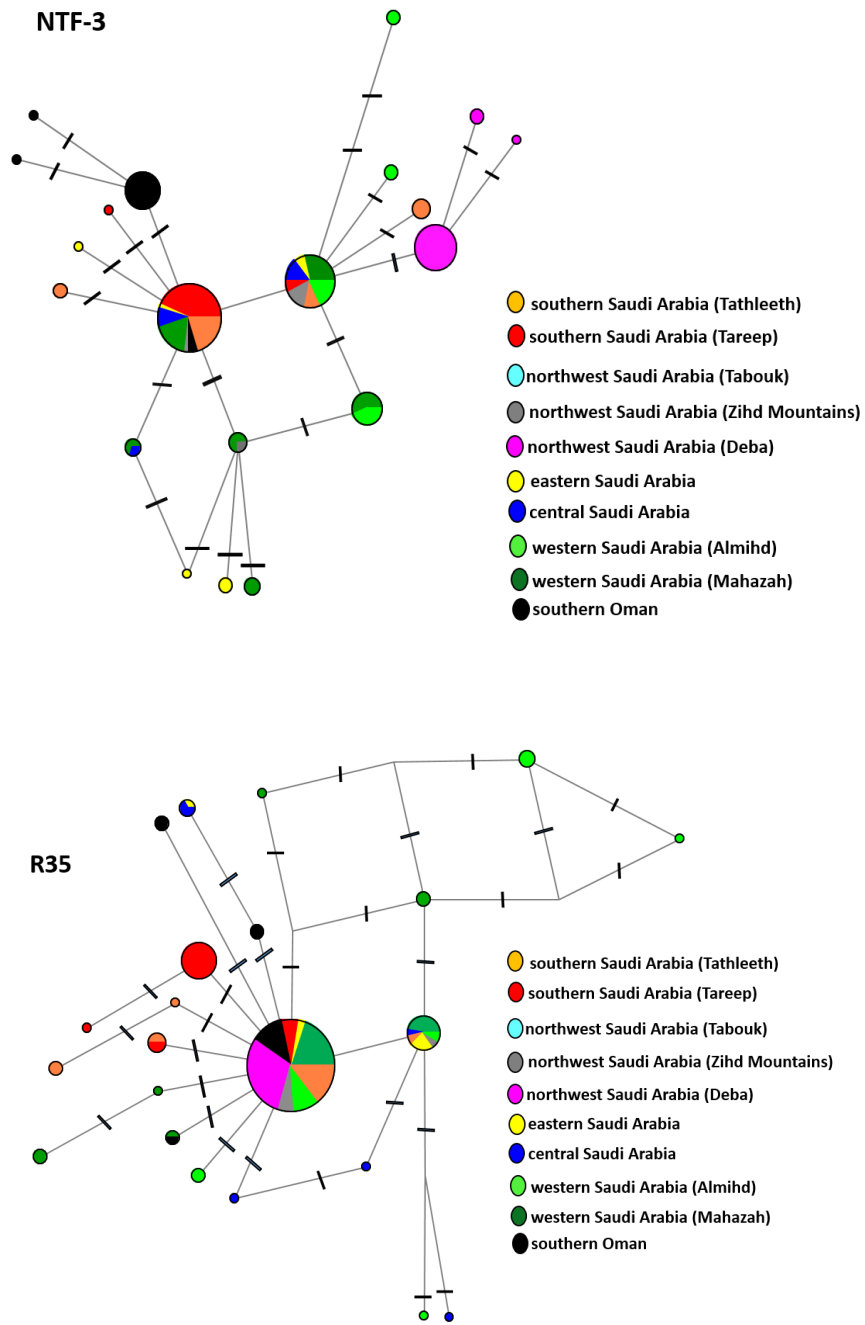 NTF-3
southern Saudi Arabia (Tathleeth)
southern Saudi Arabia (Tareep)
northwest Saudi Arabia (Tabouk)
northwest Saudi Arabia (Zihd Mountains)
northwest Saudi Arabia (Deba)
eastern Saudi Arabia
central Saudi Arabia
western Saudi Arabia (Almihd)
western Saudi Arabia (Mahazah)
southern Oman
R35
southern Saudi Arabia (Tathleeth)
southern Saudi Arabia (Tareep)
northwest Saudi Arabia (Tabouk)
northwest Saudi Arabia (Zihd Mountains)
northwest Saudi Arabia (Deba)
eastern Saudi Arabia
central Saudi Arabia
western Saudi Arabia (Almihd)
western Saudi Arabia (Mahazah)
southern Oman